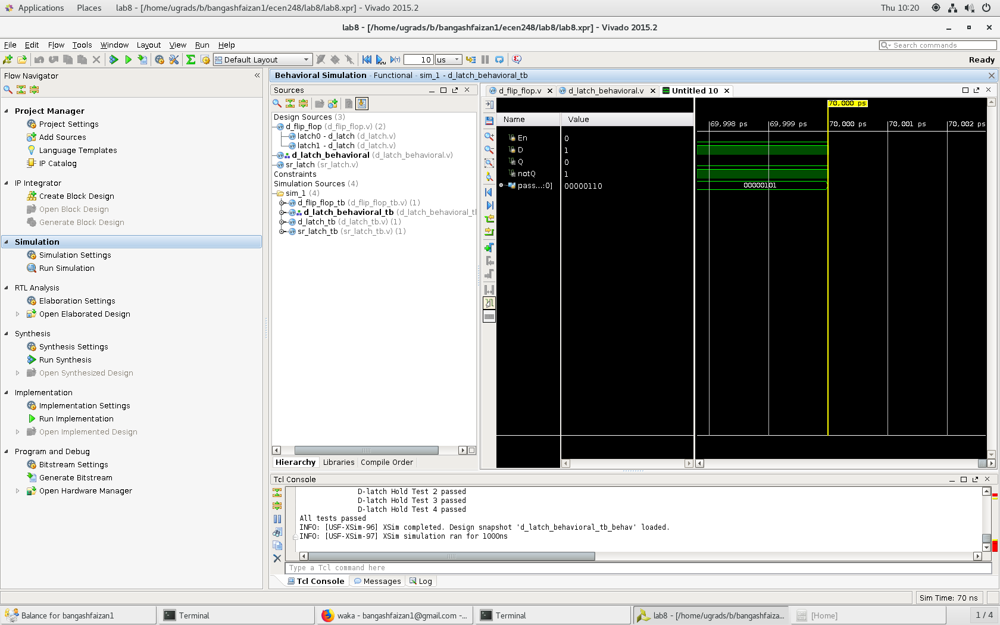 Applications Places lab8 - [/home/ugrads/b/bangashfaizan1/ecen248/lab8/lab8.xpr] - Vivado 2015.2 Thu 10:20
lab8 - [/home/ugrads/b/bangashfaizan1/ecen248/lab8/lab8.xpr] - Vivado 2015.2
File Edit Flow Tools Window Layout View Run Help Search commands
Default Layout 10 us Ready
Flow Navigator
Project Manager
Project Settings
Add Sources
Language Templates
IP Catalog
IP Integrator
Create Block Design
Open Block Design
Generate Block Design
Simulation
Simulation Settings
Run Simulation
RTL Analysis
Elaboration Settings
Open Elaborated Design
Synthesis
Synthesis Settings
Run Synthesis
Open Synthesized Design
Implementation
Implementation Settings
Run Implementation
Open Implemented Design
Program and Debug
Bitstream Settings
Generate Bitstream
Open Hardware Manager
Behavioral Simulation - Functional - sim_1 - d_latch_behavioral_tb
Sources
Design Sources (3)
d_flip_flop (d_flip_flop.v) (2)
latch0 - d_latch (d_latch.v)
latch1 - d_latch (d_latch.v)
d_latch_behavioral (d_latch_behavioral.v)
sr_latch (sr_latch.v)
Constraints
Simulation Sources (4)
sim_1 (4)
d_flip_flop_tb (d_flip_flop_tb.v) (1)
d_latch_behavioral_tb (d_latch_behavioral_tl
d_latch_tb (d_latch_tb.v) (1)
sr_latch_tb (sr_latch_tb.v) (1)
Hierarchy Libraries Compile Order
d_flip_flop.v d_latch_behavioral.v Untitled 10
70,000 ps
Name Value
69,998 ps 69,999 ps 70,000 ps 70,001 ps 70,002 ps
En 0
D 1
Q 0
notQ 1
pass...:0] 00000110 00000101
Tcl Console
D-latch Hold Test 2 passed
D-latch Hold Test 3 passed
D-latch Hold Test 4 passed
All tests passed
INFO: [USF-XSim-96] XSim completed. Design snapshot 'd_latch_behavioral_tb_behav' loaded.
INFO: [USF-XSim-97] XSim simulation ran for 1000ns
Type a Tcl command here
Tcl Console Messages Log
Sim Time: 70 ns
Balance for bangashfaizan1 Terminal waka - bangashfaizan1@gmail.com -... Terminal lab8 - [/home/ugrads/b/bangashfaiza... [Home] 1 / 4